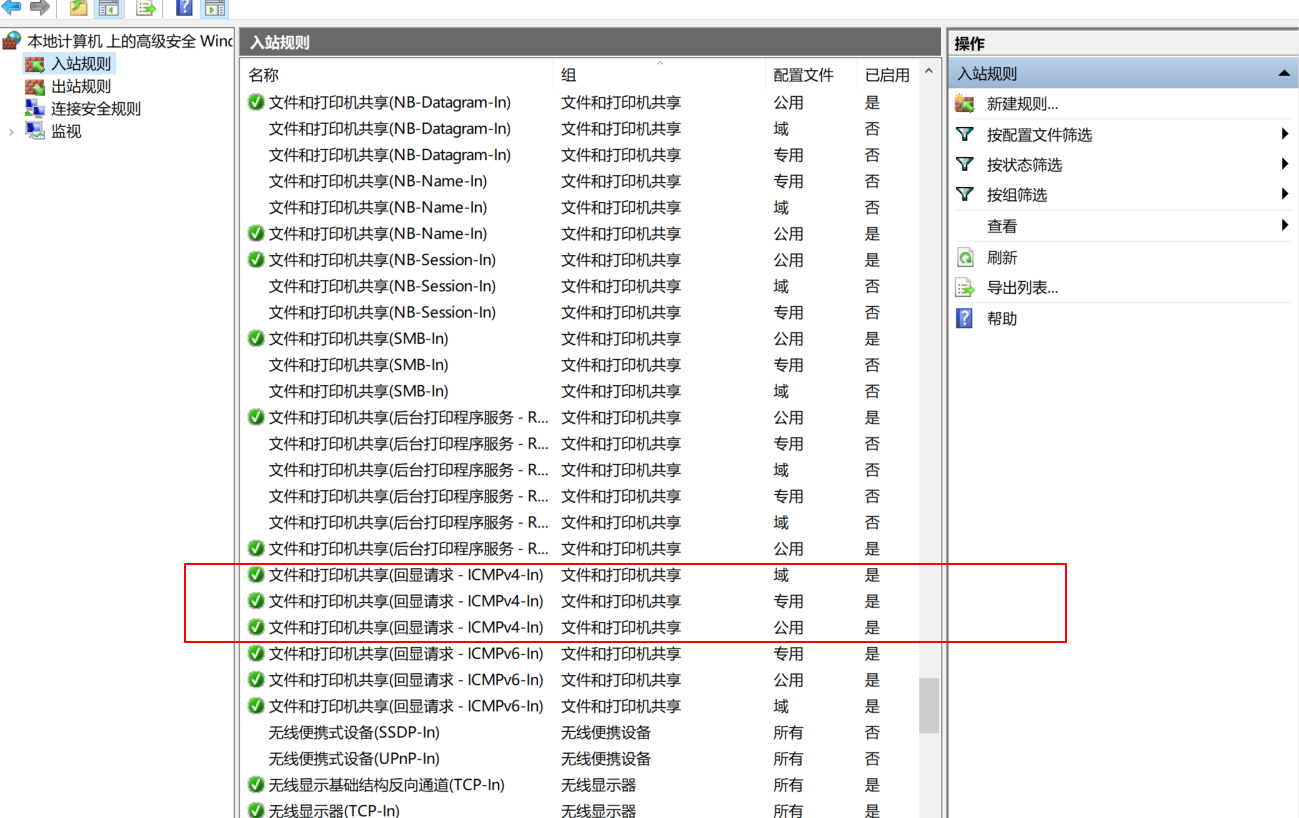 本地计算机 上的高级安全 Wind
入站规则
出站规则
连接安全规则
监视
入站规则
名称 组 配置文件 已启用
文件和打印机共享(NB-Datagram-In) 文件和打印机共享 公用 是
文件和打印机共享(NB-Datagram-In) 文件和打印机共享 域 否
文件和打印机共享(NB-Datagram-In) 文件和打印机共享 专用 否
文件和打印机共享(NB-Name-In) 文件和打印机共享 专用 否
文件和打印机共享(NB-Name-In) 文件和打印机共享 域 否
文件和打印机共享(NB-Name-In) 文件和打印机共享 公用 是
文件和打印机共享(NB-Session-In) 文件和打印机共享 公用 是
文件和打印机共享(NB-Session-In) 文件和打印机共享 域 否
文件和打印机共享(NB-Session-In) 文件和打印机共享 专用 否
文件和打印机共享(SMB-In) 文件和打印机共享 公用 是
文件和打印机共享(SMB-In) 文件和打印机共享 专用 否
文件和打印机共享(SMB-In) 文件和打印机共享 域 否
文件和打印机共享(后台打印程序服务 - R... 文件和打印机共享 公用 是
文件和打印机共享(后台打印程序服务 - R... 文件和打印机共享 专用 否
文件和打印机共享(后台打印程序服务 - R... 文件和打印机共享 域 否
文件和打印机共享(后台打印程序服务 - R... 文件和打印机共享 专用 否
文件和打印机共享(后台打印程序服务 - R... 文件和打印机共享 域 否
文件和打印机共享(后台打印程序服务 - R... 文件和打印机共享 公用 是
文件和打印机共享(回显请求 - ICMPv4-In) 文件和打印机共享 域 是
文件和打印机共享(回显请求 - ICMPv4-In) 文件和打印机共享 专用 是
文件和打印机共享(回显请求 - ICMPv4-In) 文件和打印机共享 公用 是
文件和打印机共享(回显请求 - ICMPv6-In) 文件和打印机共享 专用 是
文件和打印机共享(回显请求 - ICMPv6-In) 文件和打印机共享 公用 是
文件和打印机共享(回显请求 - ICMPv6-In) 文件和打印机共享 域 是
无线便携式设备(SSDP-In) 无线便携设备 所有 否
无线便携式设备(UPnP-In) 无线便携设备 所有 否
无线显示基础结构反向通道(TCP-In) 无线显示器 所有 是
无线显示器(TCP-In) 无线显示器 所有 是
操作
入站规则
新建规则...
按配置文件筛选
按状态筛选
按组筛选
查看
刷新
导出列表...
帮助